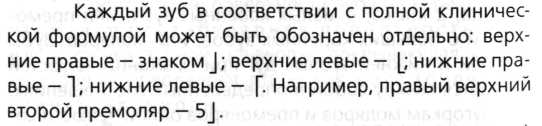 Каждый зуб в соответствии с полной клиничес-
кой формулой может быть обозначен отдельно: верх-
ние правые – знаком ⌋; верхние левые – ⌊; нижние пра-
вые – ⌉; нижние левые – ⌈. Например, правый верхний
второй премоляр – 5⌋.